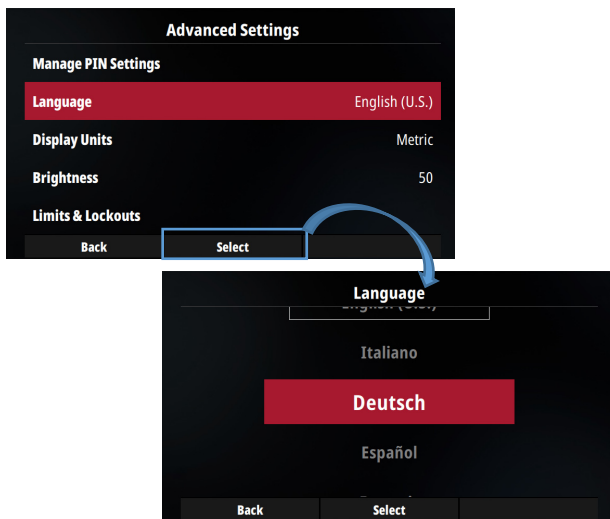 Advanced Settings
Manage PIN Settings
Language English (U.S.)
Display Units Metric
Brightness 50
Limits & Lockouts
Back Select
Language
English (U.S.)
Italiano
Deutsch
Español
Back Select